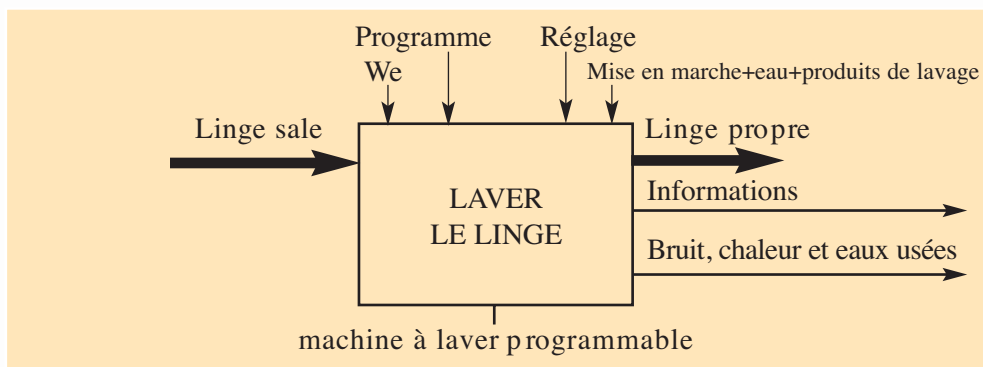 Programme
Réglage
We
Mise en marche+eau+produits de lavage
Linge sale
Linge propre
LAVER
LE LINGE
Informations
Bruit, chaleur et eaux usées
machine à laver programmable